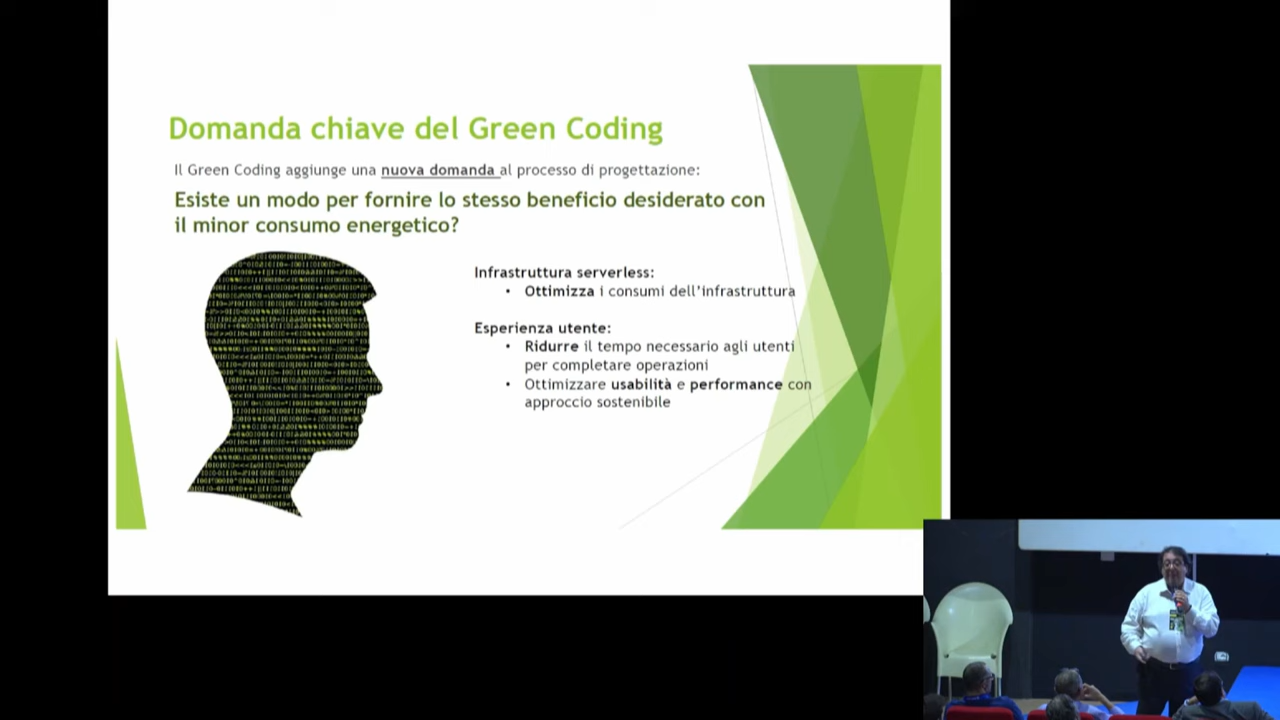 Domanda chiave del Green Coding
Il Green Coding aggiunge una nuova domanda al processo di progettazione:
Esiste un modo per fornire lo stesso beneficio desiderato con
il minor consumo energetico?
Infrastruttura serverless:
• Ottimizza i consumi dell'infrastruttura
Esperienza utente:
• Ridurre il tempo necessario agli utenti
per completare operazioni
• Ottimizzare usabilità e performance con
approccio sostenibile